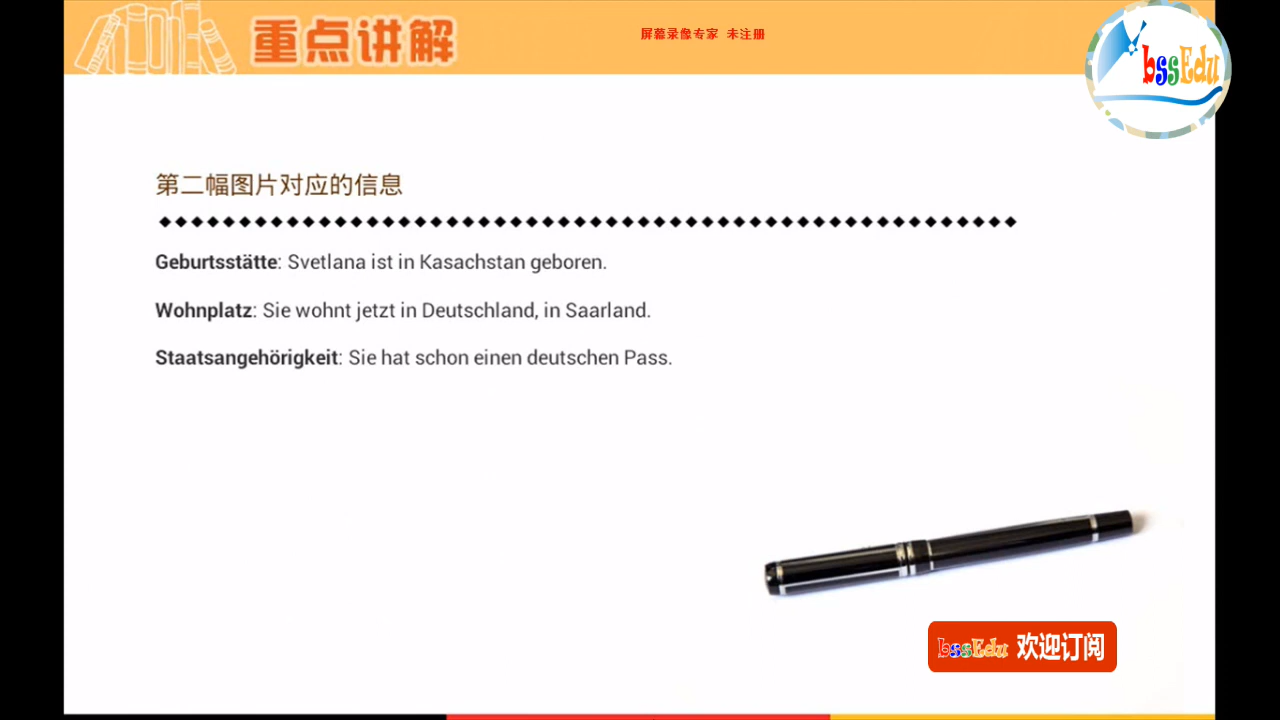 重点讲解
屏幕录像专家 未注册
bssEdu
第二幅图片对应的信息
Geburtsstätte: Svetlana ist in Kasachstan geboren.
Wohnplatz: Sie wohnt jetzt in Deutschland, in Saarland.
Staatsangehörigkeit: Sie hat schon einen deutschen Pass.
bssEdu 欢迎订阅